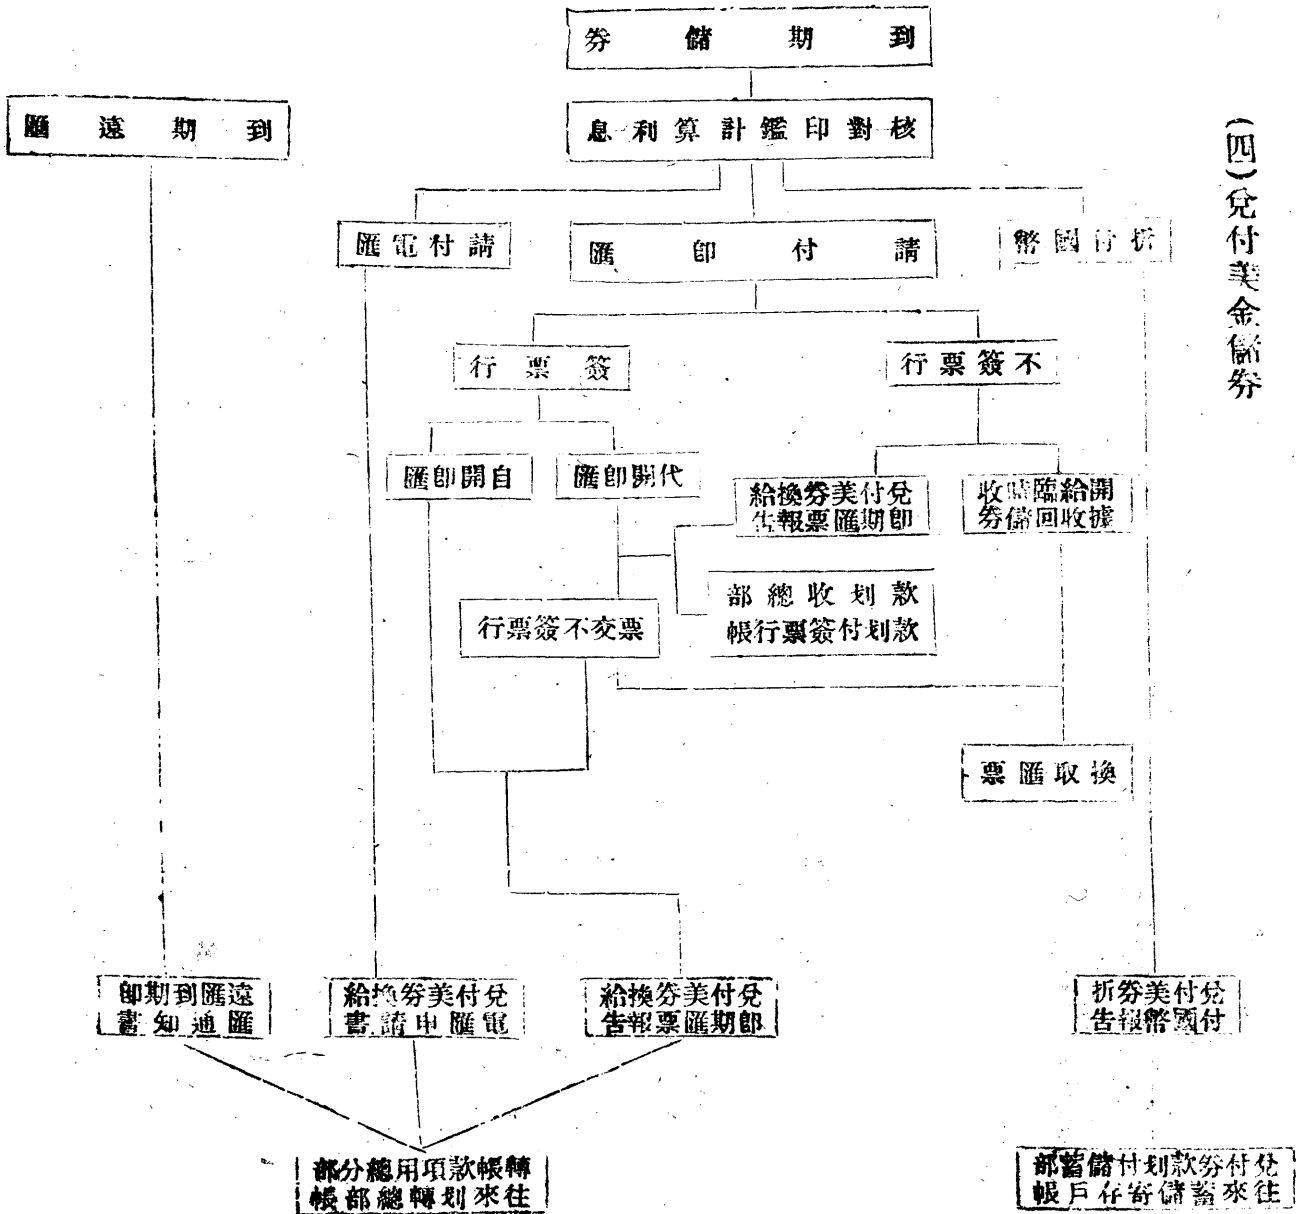 (四)兌付美金儲券
到期儲券
核對印鑑計算利息
到期遠匯
折付國幣
請付即匯
請付電匯
不簽票行
簽票行
開給臨時收
據收回儲券
兌付美券換給
即期匯票報告
代開即匯
自開即匯
款划收總部
款划付簽票行帳
票交不簽票行
換取匯票
兌付美券折
付國幣報告
兌付美券換給
即期匯票報告
兌付美券換給
電匯申請書
遠匯到期即
匯通知書
兌付券款划付儲蓄部
往來蓄儲寄存戶帳
轉帳款項用總分部
往來划轉總部帳